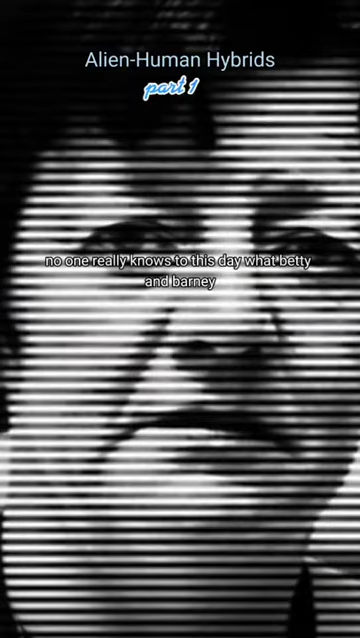 Alien-Human Hybrids
part 1
no one really knows to this day what betty
and barney